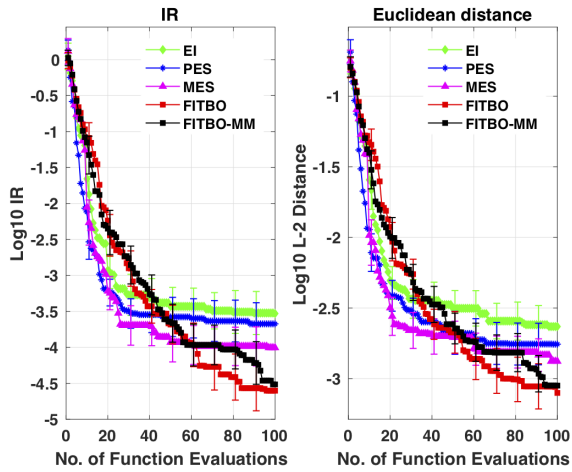 IR
EI
PES
MES
FITBO
FITBO-MM
Log10 IR
0
-0.5
-1
-1.5
-2
-2.5
-3
-3.5
-4
-4.5
-5
0 20 40 60 80 100
No. of Function Evaluations
Euclidean distance
EI
PES
MES
FITBO
FITBO-MM
Log10 L-2 Distance
-1
-1.5
-2
-2.5
-3
0 20 40 60 80 100
No. of Function Evaluations